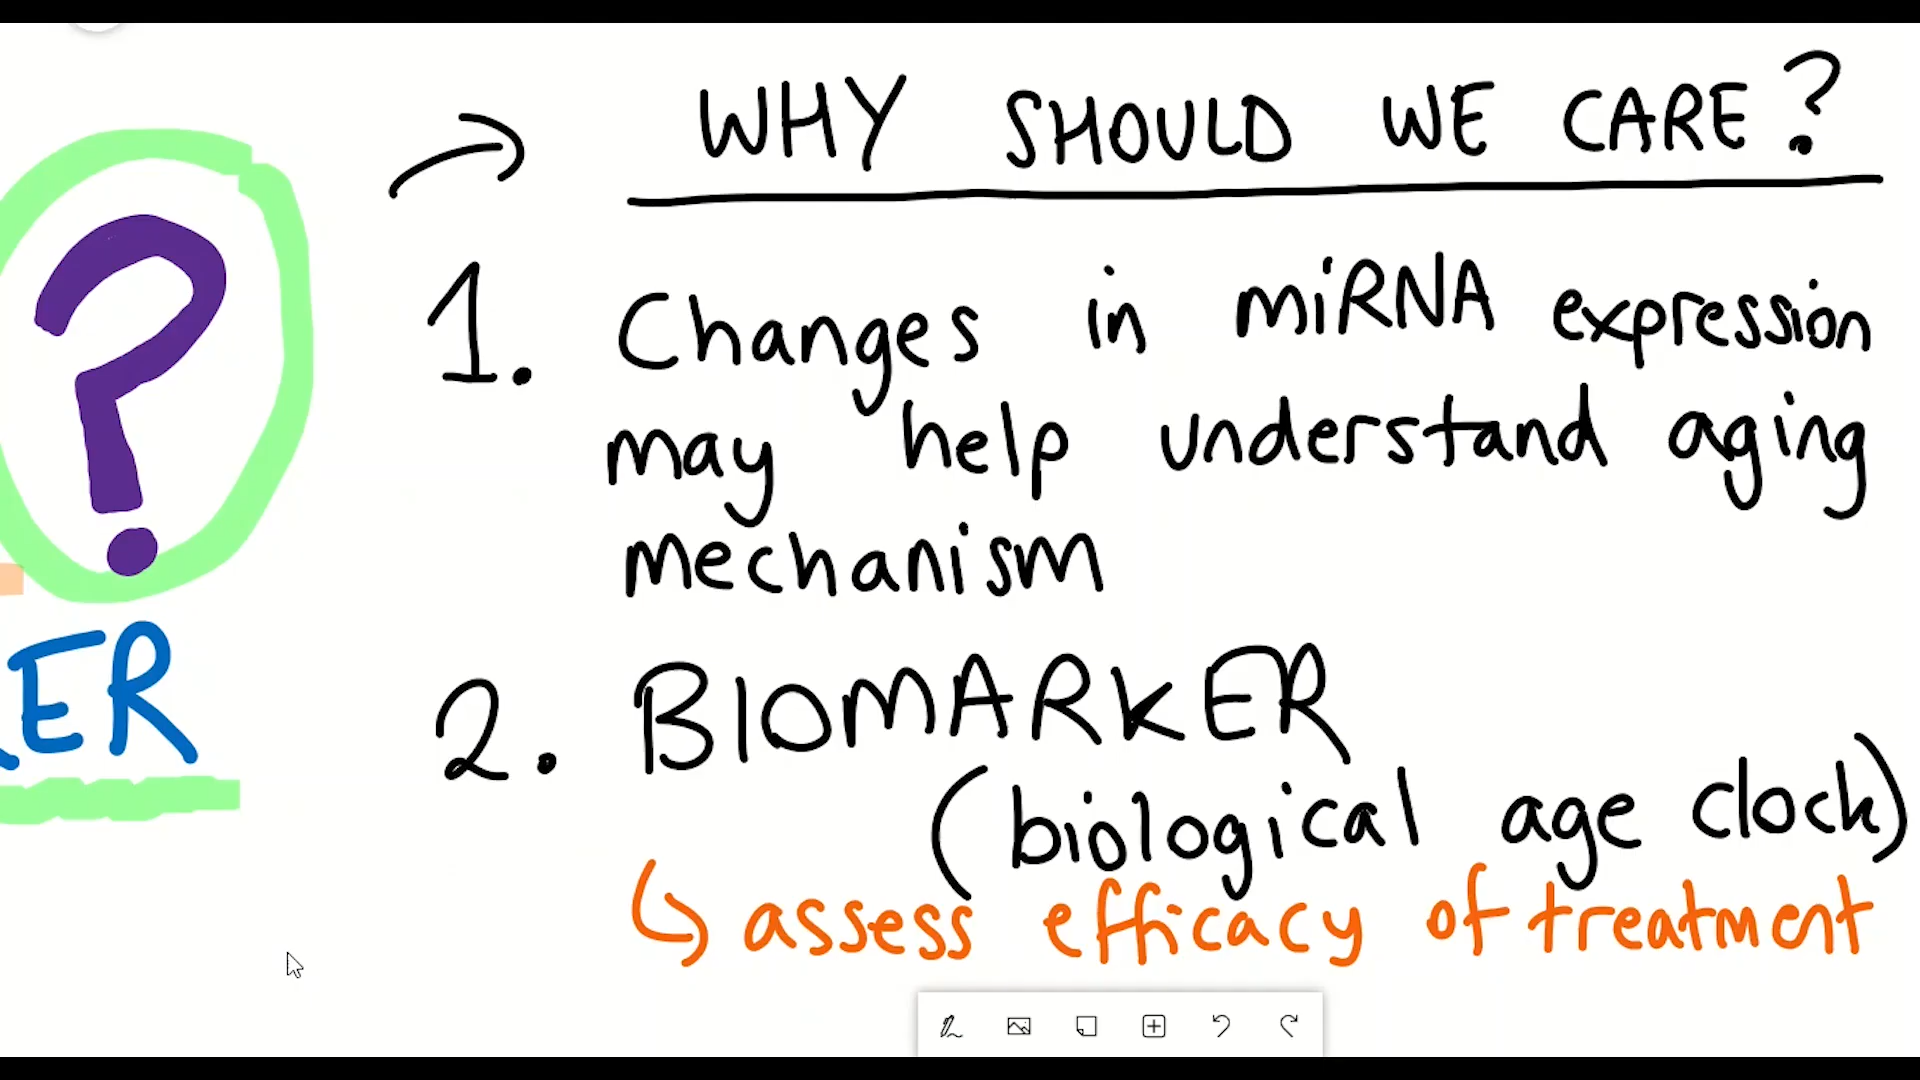 WHY SHOULD WE CARE?
1. Changes in miRNA expression
may help understand aging
mechanism
2. BIOMARKER
(biological age clock)
assess efficacy of treatment
?
ER